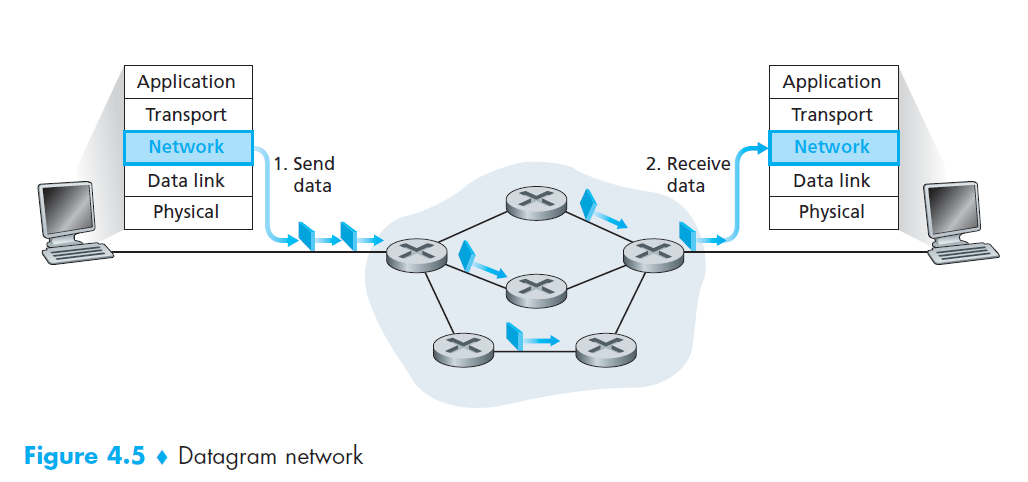 Application
Transport
Network
Data link
Physical
1. Send
data
2. Receive
data
Application
Transport
Network
Data link
Physical
Figure 4.5 ♦ Datagram network